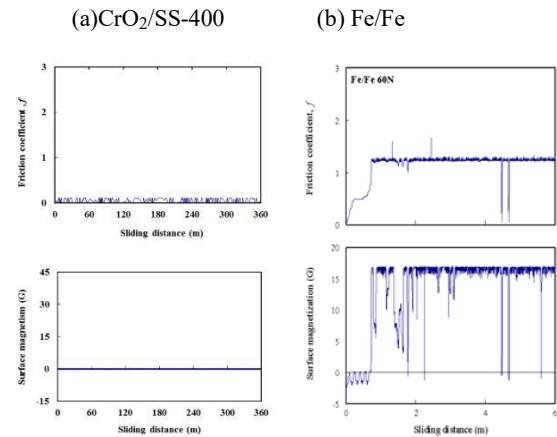 (a)CrO₂/SS-400 (b) Fe/Fe
3
2
1
0
Friction coefficient, f
0 60 120 180 240 300 360
Sliding distance (m)
45
30
15
0
-15
Surface magnetism (G)
0 60 120 180 240 300 360
Sliding distance (m)
Fe/Fe 60N
3
2
1
0
Friction coefficient, f
0 2 4 6
Sliding distance (m)
20
15
10
5
0
-5
Surface magnetization (G)
0 2 4 6
Sliding distance (m)